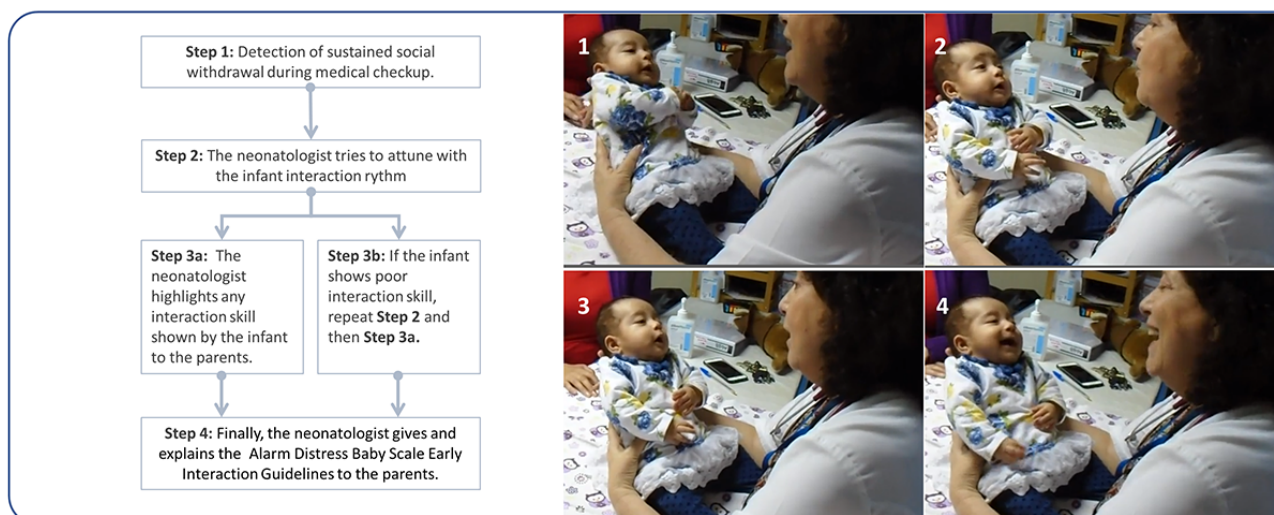 Step 1: Detection of sustained social
withdrawal during medical checkup.
Step 2: The neonatologist tries to attune with
the infant interaction rythm
Step 3a: The
neonatologist
highlights any
interaction skill
shown by the infant
to the parents.
Step 3b: If the infant
shows poor
interaction skill,
repeat Step 2 and
then Step 3a.
Step 4: Finally, the neonatologist gives and
explains the Alarm Distress Baby Scale Early
Interaction Guidelines to the parents.
1
2
3
4